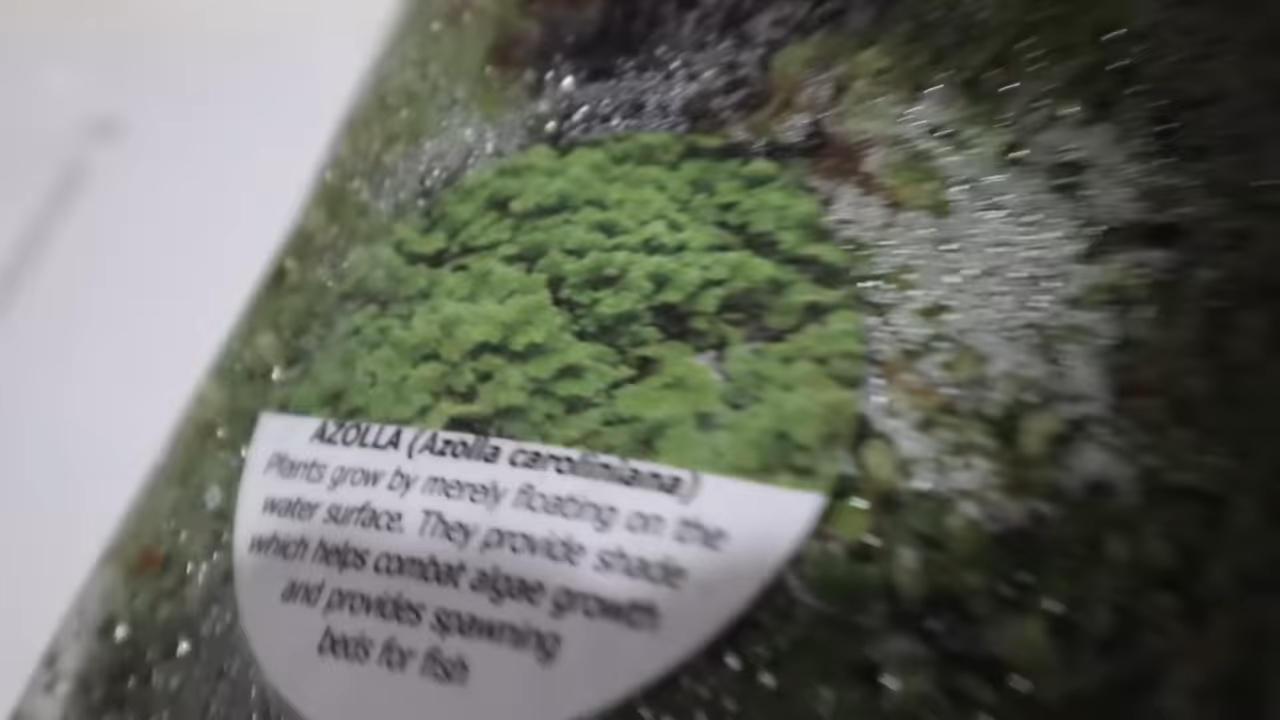 AZOLLA (Azolla caroliniana)
Plants grow by merely floating on the
water surface. They provide shade
which helps combat algae growth
and provides spawning
beds for fish